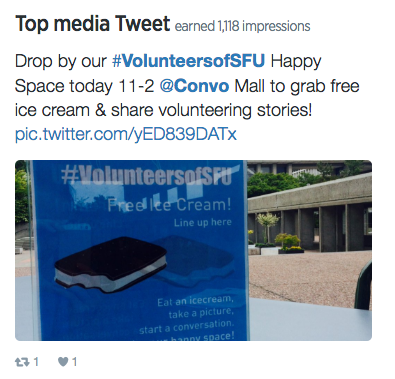 Top media Tweet earned 1,118 impressions
Drop by our #VolunteersofSFU Happy
Space today 11-2 @Convo Mall to grab free
ice cream & share volunteering stories!
pic.twitter.com/yED839DATx
#VolunteersofSFU
Free Ice Cream!
Line up here
Eat an icecream,
take a picture,
start a conversation.
happy space!
1 1